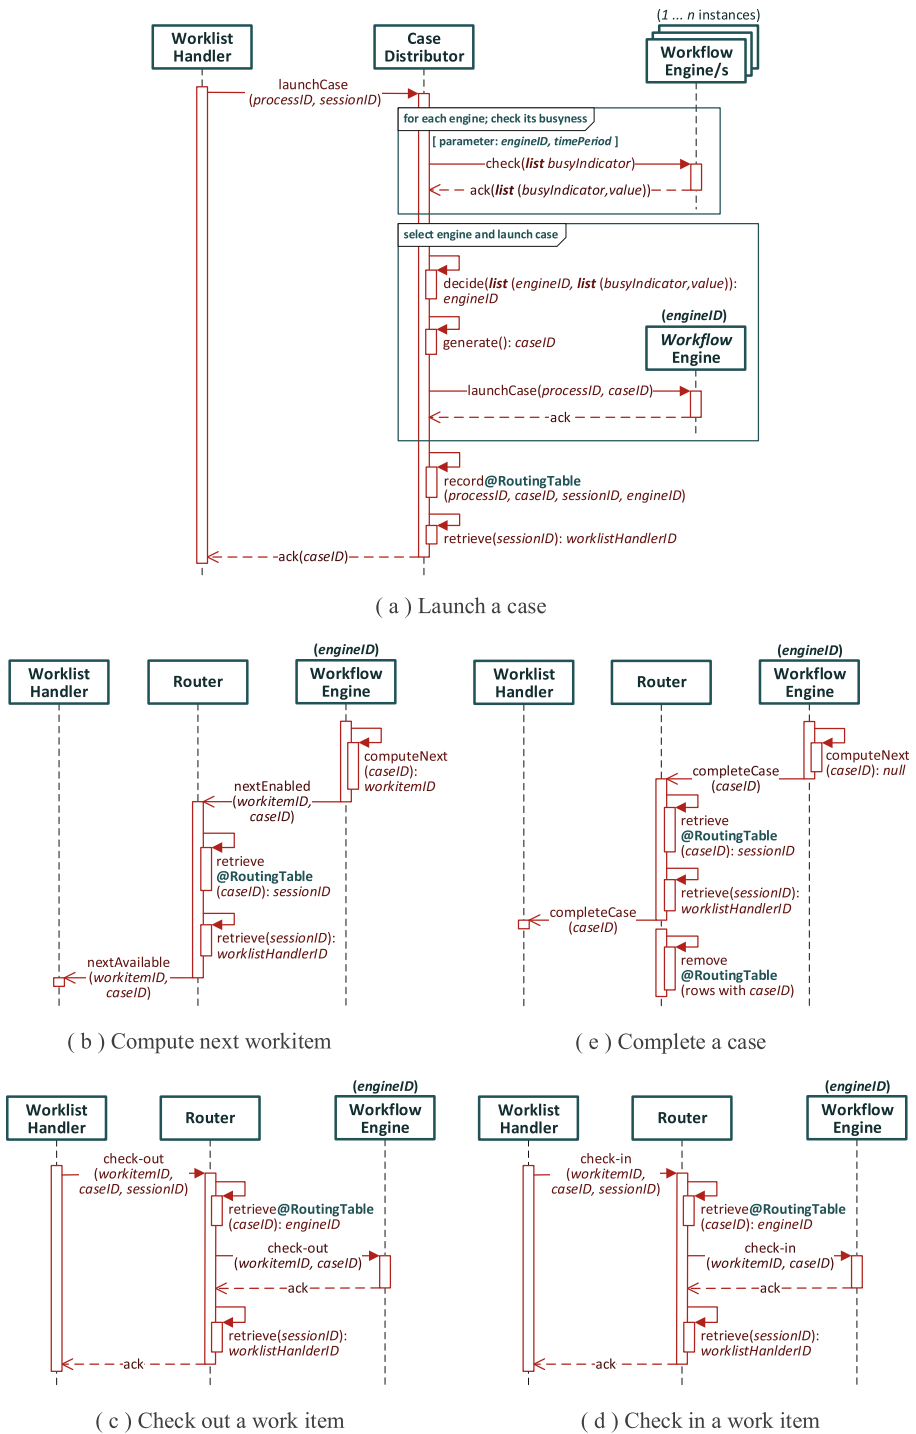 (1 ... n instances)
Worklist
Handler
Case
Distributor
Workflow
Engine/s
launchCase
(processID, sessionID)
for each engine; check its busyness
[ parameter: engineID, timePeriod ]
check(list busyIndicator)
ack(list (busyIndicator,value))
select engine and launch case
decide(list (engineID, list (busyIndicator,value)):
engineID
(engineID)
Workflow
Engine
generate(): caseID
launchCase(processID, caseID)
ack
record@RoutingTable
(processID, caseID, sessionID, engineID)
retrieve(sessionID): worklistHandlerID
ack(caseID)
( a ) Launch a case
(engineID)
Worklist
Handler
Router
Workflow
Engine
computeNext
(caseID):
workitemID
nextEnabled
(workitemID,
caseID)
retrieve
@RoutingTable
(caseID): sessionID
retrieve(sessionID):
worklistHandlerID
nextAvailable
(workitemID,
caseID)
( b ) Compute next workitem
(engineID)
Worklist
Handler
Router
Workflow
Engine
computeNext
(caseID): null
completeCase
(caseID)
retrieve
@RoutingTable
(caseID): sessionID
retrieve(sessionID):
worklistHandlerID
completeCase
(caseID)
remove
@RoutingTable
(rows with caseID)
( e ) Complete a case
(engineID)
Worklist
Handler
Router
Workflow
Engine
check-out
(workitemID,
caseID, sessionID)
retrieve@RoutingTable
(caseID): engineID
check-out
(workitemID, caseID)
ack
retrieve(sessionID):
worklistHanlderID
ack
( c ) Check out a work item
(engineID)
Worklist
Handler
Router
Workflow
Engine
check-in
(workitemID,
caseID, sessionID)
retrieve@RoutingTable
(caseID): engineID
check-in
(workitemID, caseID)
ack
retrieve(sessionID):
worklistHanlderID
ack
( d ) Check in a work item